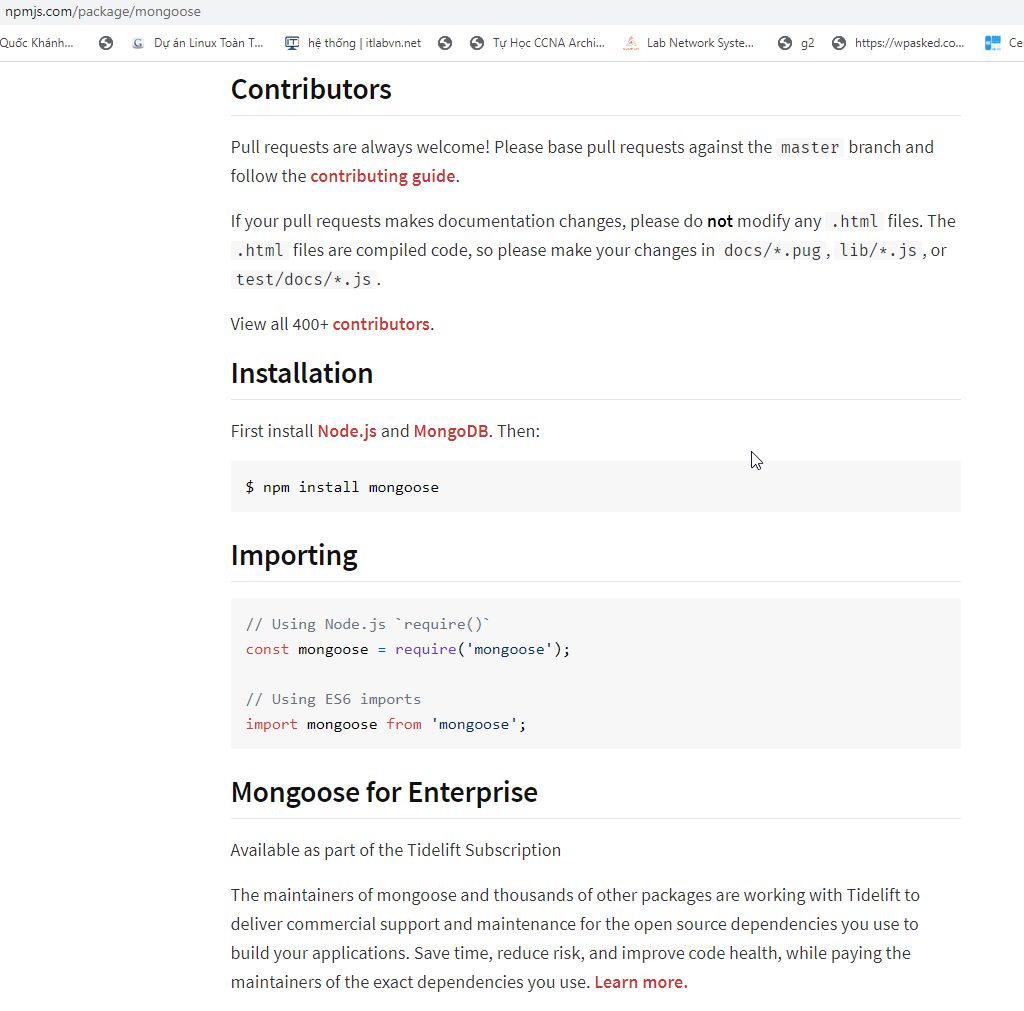 npmjs.com/package/mongoose
Quốc Khánh... Dự án Linux Toàn T... hệ thống | itlabvn.net Tự Học CCNA Archi... Lab Network Syste... g2 https://wpasked.co... Ce
Contributors
Pull requests are always welcome! Please base pull requests against the master branch and
follow the contributing guide.
If your pull requests makes documentation changes, please do not modify any .html files. The
.html files are compiled code, so please make your changes in docs/*.pug, lib/*.js, or
test/docs/*.js.
View all 400+ contributors.
Installation
First install Node.js and MongoDB. Then:
$ npm install mongoose
Importing
// Using Node.js `require()`
const mongoose = require('mongoose');
// Using ES6 imports
import mongoose from 'mongoose';
Mongoose for Enterprise
Available as part of the Tidelift Subscription
The maintainers of mongoose and thousands of other packages are working with Tidelift to
deliver commercial support and maintenance for the open source dependencies you use to
build your applications. Save time, reduce risk, and improve code health, while paying the
maintainers of the exact dependencies you use. Learn more.